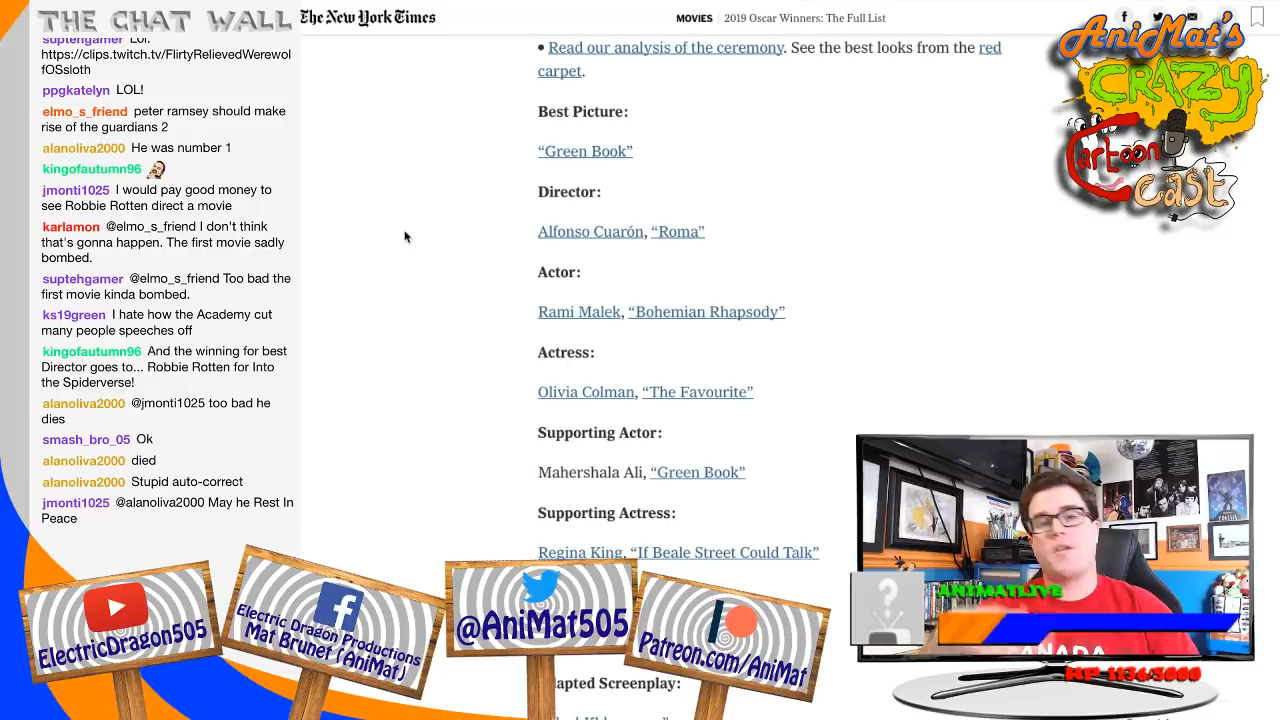 THE CHAT WALL
suptehgamer Lol.
https://clips.twitch.tv/FlirtyRelievedWerewol
fOSsloth
ppgkatelyn LOL!
elmo_s_friend peter ramsey should make
rise of the guardians 2
alanoliva2000 He was number 1
kingofautumn96
jmonti1025 I would pay good money to
see Robbie Rotten direct a movie
karlamon @elmo_s_friend I don't think
that's gonna happen. The first movie sadly
bombed.
suptehgamer @elmo_s_friend Too bad the
first movie kinda bombed.
ks19green I hate how the Academy cut
many people speeches off
kingofautumn96 And the winning for best
Director goes to... Robbie Rotten for Into
the Spiderverse!
alanoliva2000 @jmonti1025 too bad he
dies
smash_bro_05 Ok
alanoliva2000 died
alanoliva2000 Stupid auto-correct
jmonti1025 @alanoliva2000 May he Rest In
Peace
The New York Times
MOVIES | 2019 Oscar Winners: The Full List
• Read our analysis of the ceremony. See the best looks from the red
carpet.
Best Picture:
“Green Book”
Director:
Alfonso Cuarón, “Roma”
Actor:
Rami Malek, “Bohemian Rhapsody”
Actress:
Olivia Colman, “The Favourite”
Supporting Actor:
Mahershala Ali, “Green Book”
Supporting Actress:
Regina King, “If Beale Street Could Talk”
apted Screenplay:
AniMat's
CRAZY
Cartoon
Cast
ElectricDragon505
Electric Dragon Productions
Mat Brunet (AniMat)
@AniMat505
Patreon.com/AniMat
ANIMATLIVE
HP 1136/5000